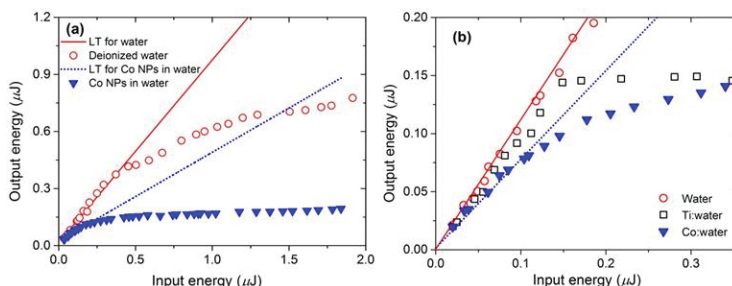 (a)
LT for water
Deionized water
LT for Co NPs in water
Co NPs in water
Output energy (μJ)
1.2
0.9
0.6
0.3
0.0
0.0 0.5 1.0 1.5 2.0
Input energy (μJ)
(b)
Output energy (μJ)
0.20
0.15
0.10
0.05
0.00
Water
Ti:water
Co:water
0.0 0.1 0.2 0.3
Input energy (μJ)